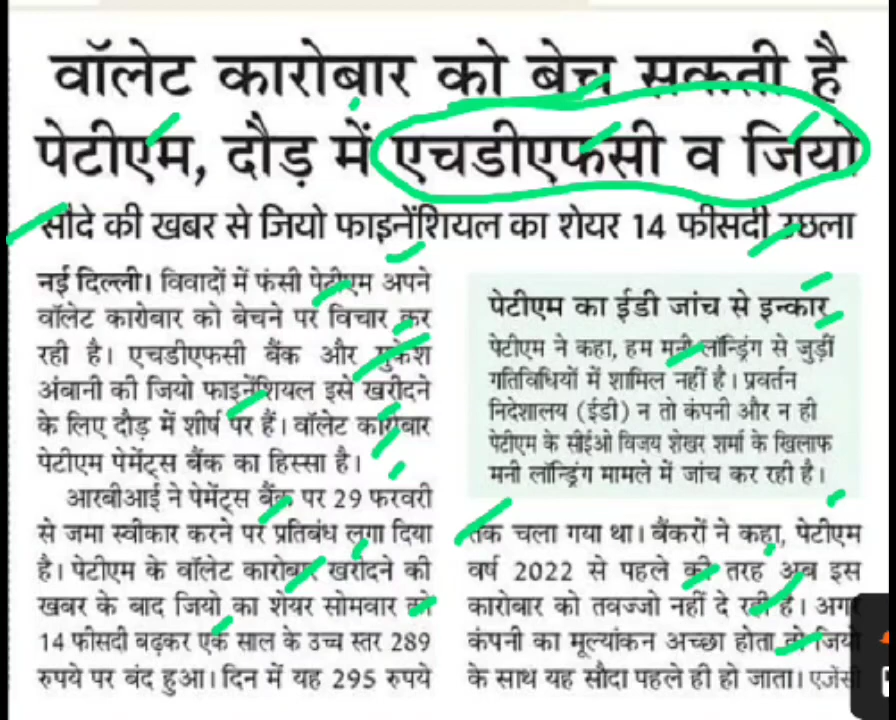 वॉलेट कारोबार को बेच सकती है
पेटीएम, दौड़ में एचडीएफसी व जियो
सौदे की खबर से जियो फाइनेंशियल का शेयर 14 फीसदी उछला
नई दिल्ली। विवादों में फंसी पेटीएम अपने
वॉलेट कारोबार को बेचने पर विचार कर
रही है। एचडीएफसी बैंक और मुकेश
अंबानी की जियो फाइनेंशियल इसे खरीदने
के लिए दौड़ में शीर्ष पर हैं। वॉलेट कारोबार
पेटीएम पेमेंट्स बैंक का हिस्सा है।
आरबीआई ने पेमेंट्स बैंक पर 29 फरवरी
से जमा स्वीकार करने पर प्रतिबंध लगा दिया
है। पेटीएम के वॉलेट कारोबार खरीदने की
खबर के बाद जियो का शेयर सोमवार को
14 फीसदी बढ़कर एक साल के उच्च स्तर 289
रुपये पर बंद हुआ। दिन में यह 295 रुपये
पेटीएम का ईडी जांच से इन्कार
पेटीएम ने कहा, हम मनी लॉन्ड्रिंग से जुड़ीं
गतिविधियों में शामिल नहीं है। प्रवर्तन
निदेशालय (ईडी) न तो कंपनी और न ही
पेटीएम के सीईओ विजय शेखर शर्मा के खिलाफ
मनी लॉन्ड्रिंग मामले में जांच कर रही है।
तक चला गया था। बैंकरों ने कहा, पेटीएम
वर्ष 2022 से पहले की तरह अब इस
कारोबार को तवज्जो नहीं दे रही है। अगर
कंपनी का मूल्यांकन अच्छा होता तो जियो
के साथ यह सौदा पहले ही हो जाता। एजेंसी